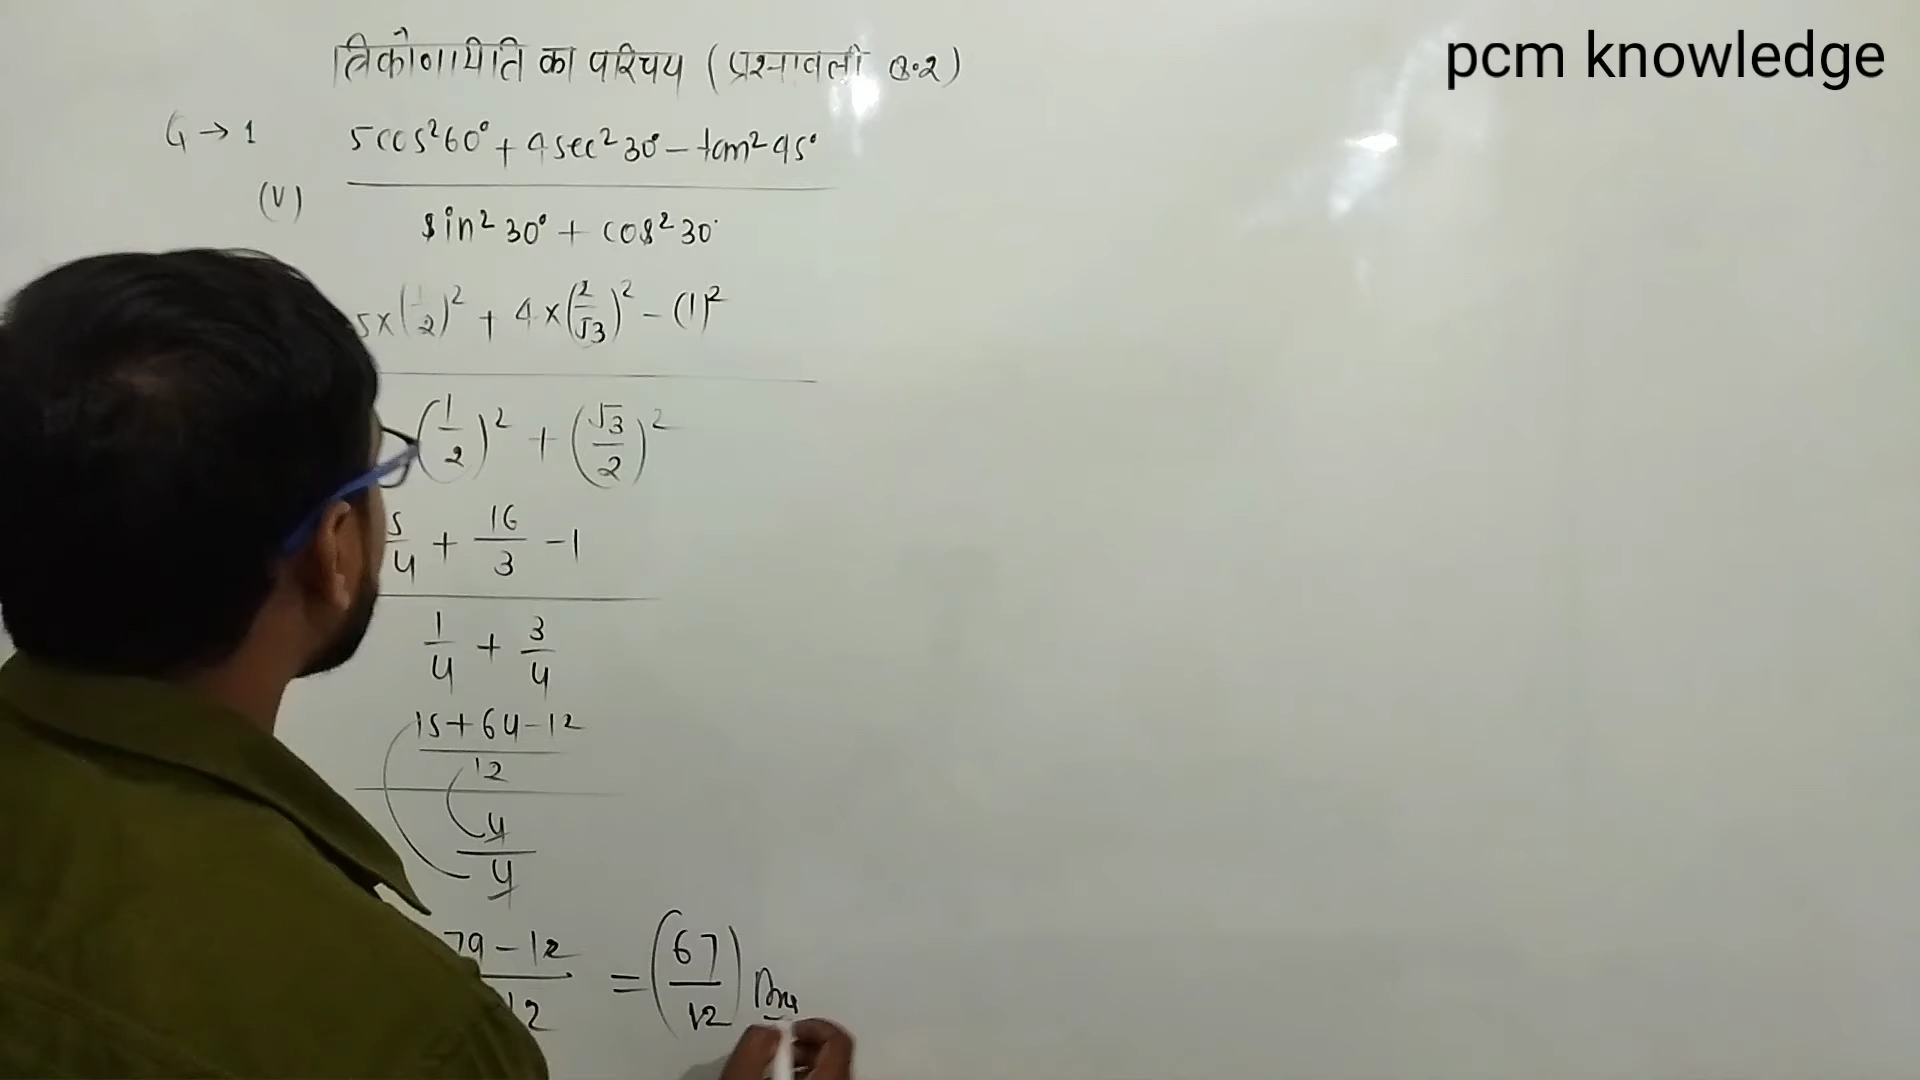 pcm knowledge
त्रिकोणामिति का परिचय (प्रश्नावली 8.2)
Q → 1
(V)
5cos²60° + 4sec²30° - tan²45°
sin²30° + cos²30°
5×(1/2)² + 4×(2/√3)² - (1)²
(1/2)² + (√3/2)²
5/4 + 16/3 - 1
1/4 + 3/4
15+64-12
12
4
4
79-12 / 12 = (67/12) Ans